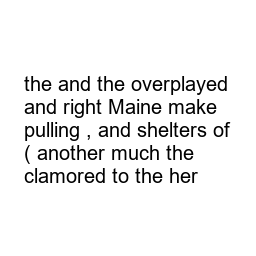 the and the overplayed
and right Maine make
pulling , and shelters of
( another much the
clamored to the her